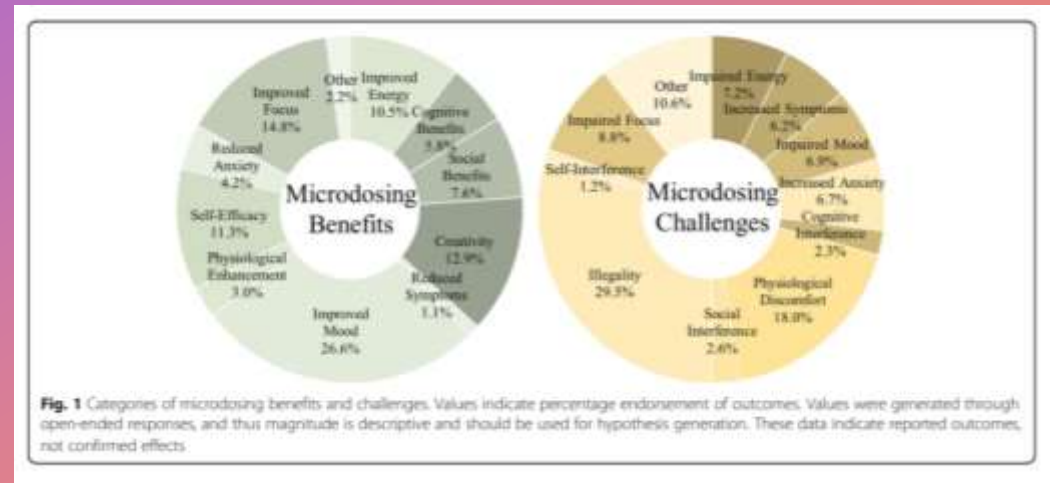 Other
2.2%
Improved
Energy
10.5%
Cognitive
Benefits
5.8%
Social
Benefits
7.6%
Creativity
12.9%
Reduced
Symptoms
1.1%
Improved
Mood
26.6%
Physiological
Enhancement
3.0%
Self-Efficacy
11.3%
Reduced
Anxiety
4.2%
Improved
Focus
14.8%
Microdosing
Benefits
Other
10.6%
Impaired Energy
7.2%
Increased Symptoms
6.2%
Impaired Mood
6.9%
Increased Anxiety
6.7%
Cognitive
Interference
2.3%
Physiological
Discomfort
18.0%
Social
Interference
2.6%
Illegality
29.5%
Self-Interference
1.2%
Impaired Focus
8.8%
Microdosing
Challenges
Fig. 1 Categories of microdosing benefits and challenges. Values indicate percentage endorsement of outcomes. Values were generated through
open-ended responses, and thus magnitude is descriptive and should be used for hypothesis generation. These data indicate reported outcomes,
not confirmed effects